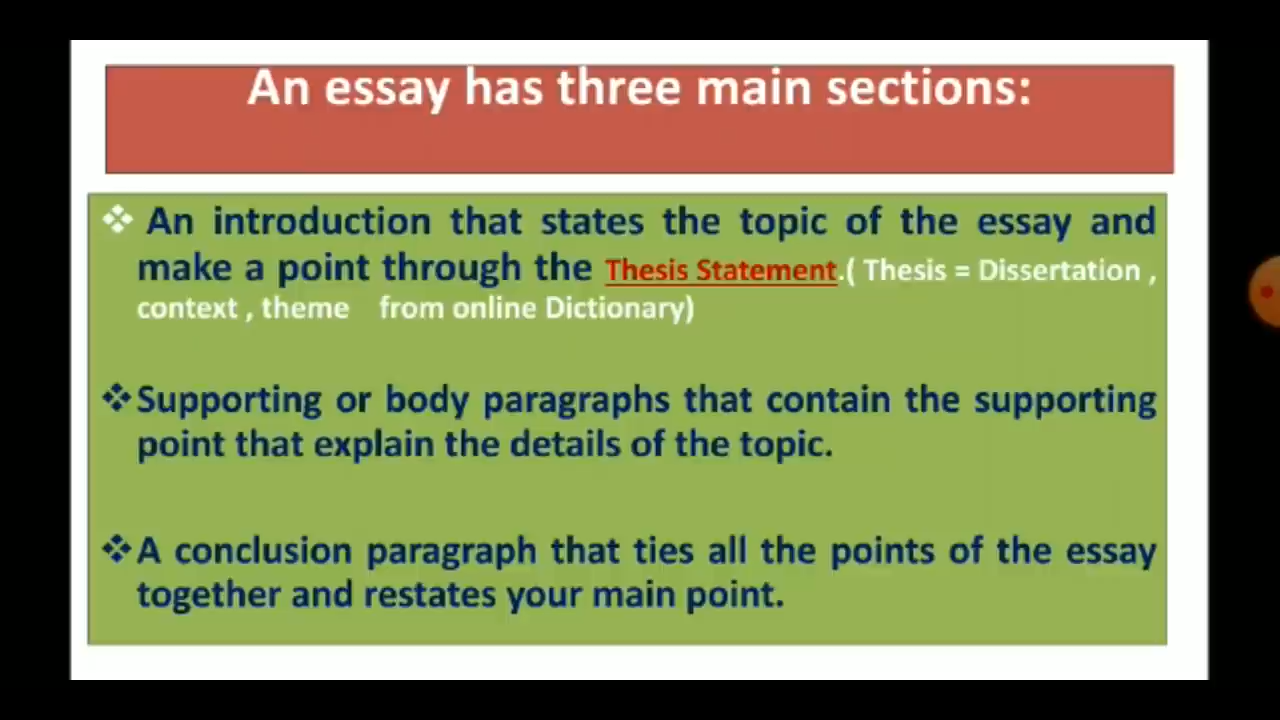 An essay has three main sections:
❖ An introduction that states the topic of the essay and
make a point through the Thesis Statement.( Thesis = Dissertation ,
context , theme from online Dictionary)
❖Supporting or body paragraphs that contain the supporting
point that explain the details of the topic.
❖A conclusion paragraph that ties all the points of the essay
together and restates your main point.